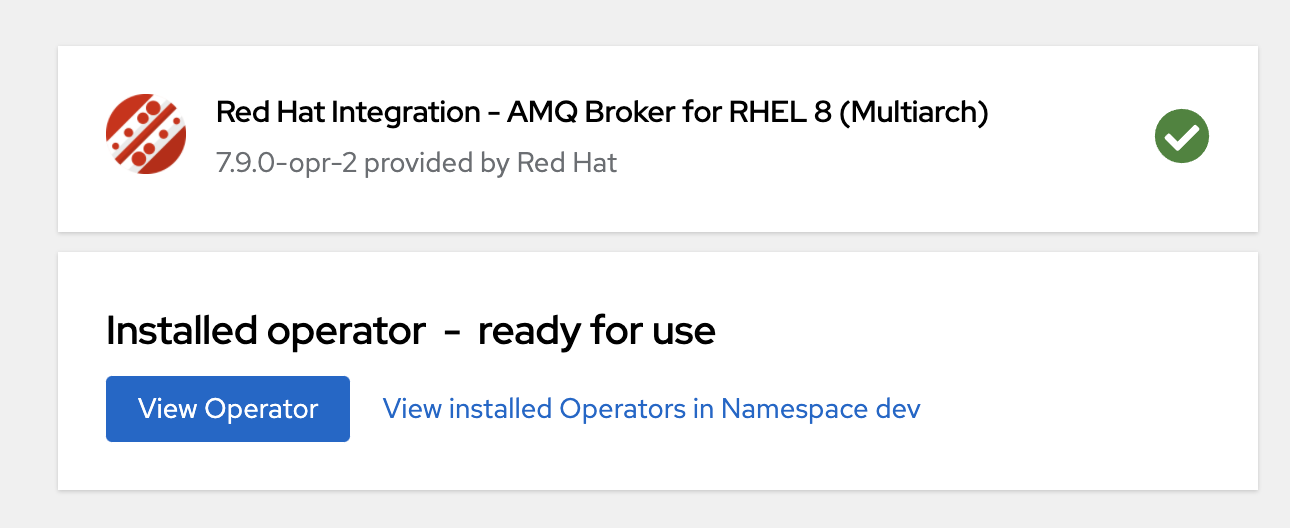 Red Hat Integration - AMQ Broker for RHEL 8 (Multiarch)
7.9.0-opr-2 provided by Red Hat
Installed operator - ready for use
View Operator
View installed Operators in Namespace dev